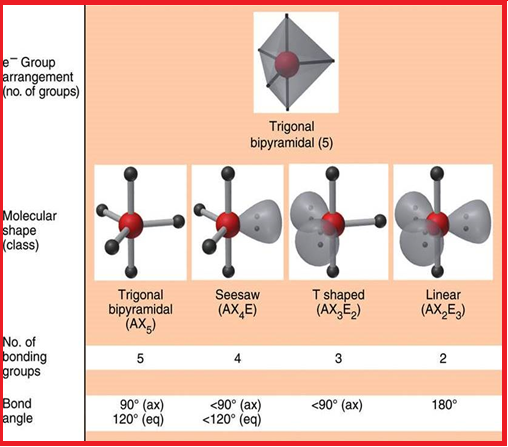 e⁻ Group
arrangement
(no. of groups)
Trigonal
bipyramidal (5)
Molecular
shape
(class)
Trigonal
bipyramidal
(AX₅)
Seesaw
(AX₄E)
T shaped
(AX₃E₂)
Linear
(AX₂E₃)
No. of
bonding
groups
5 4 3 2
Bond
angle
90° (ax)
120° (eq)
<90° (ax)
<120° (eq)
<90° (ax)
180°